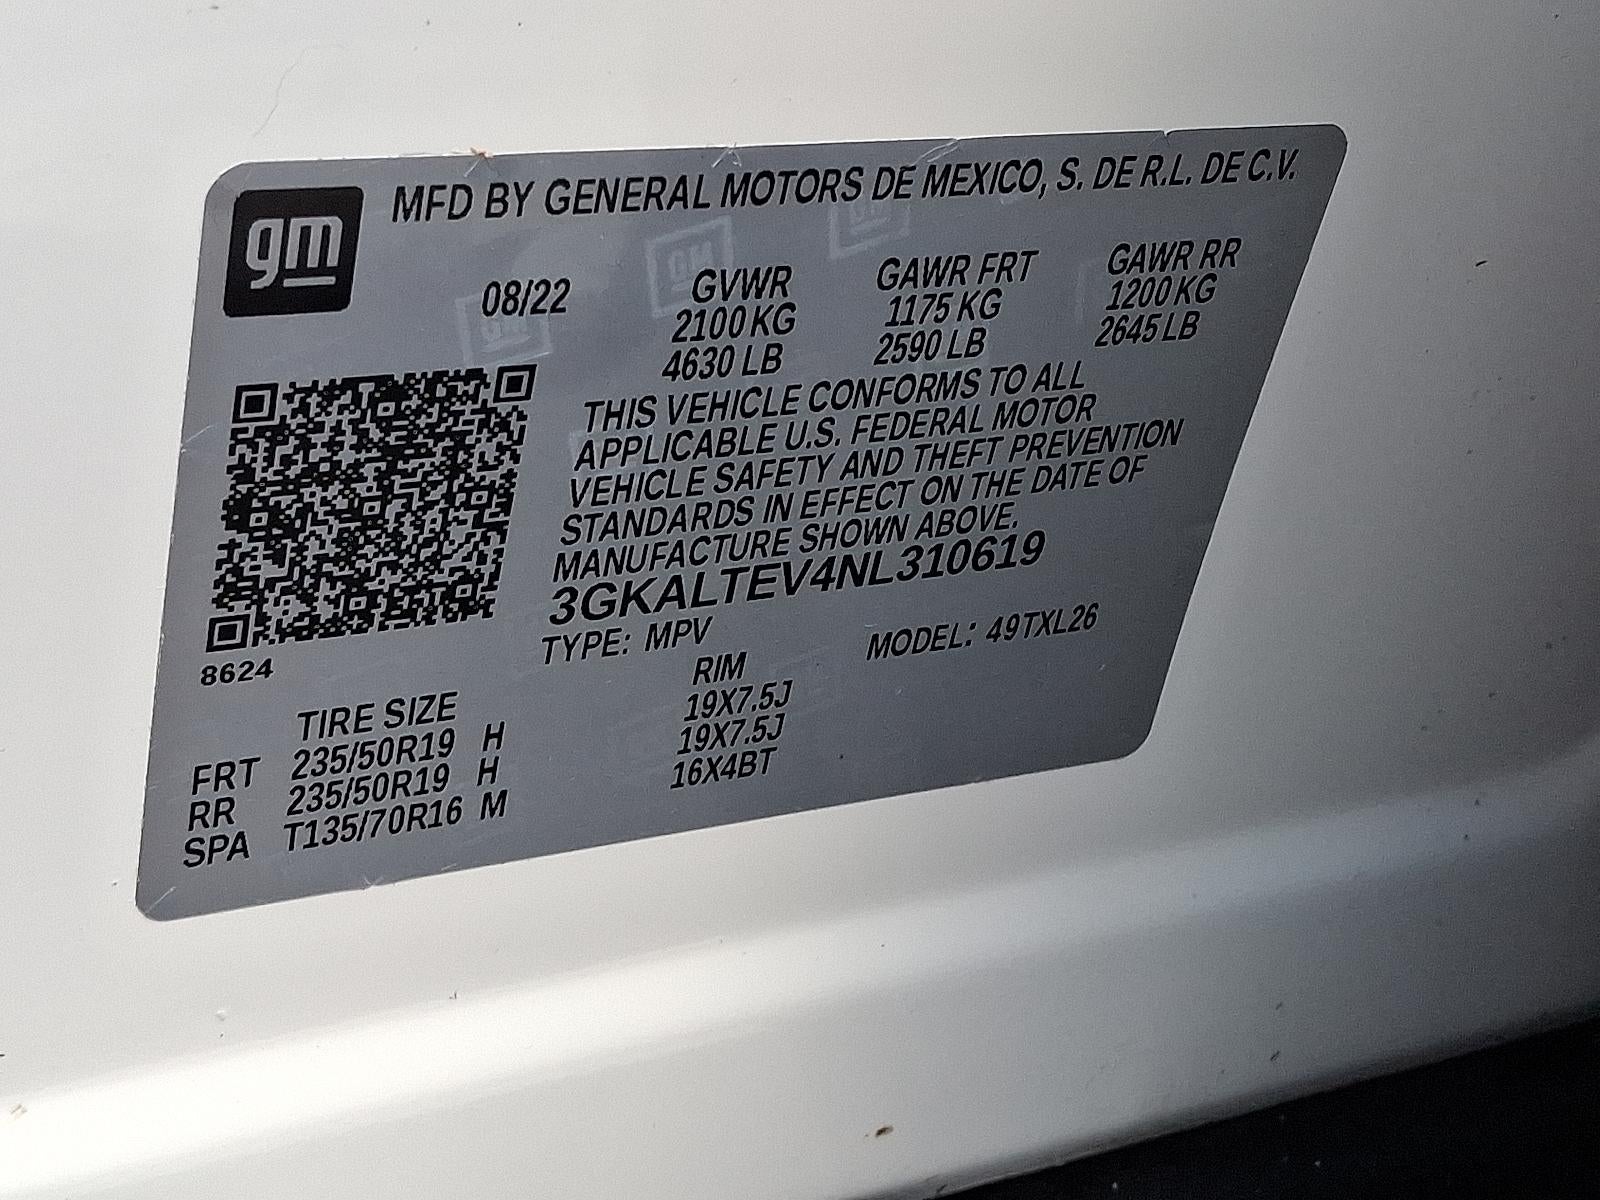 gm
MFD BY GENERAL MOTORS DE MEXICO, S. DE R.L. DE C.V.
08/22 GVWR GAWR FRT GAWR RR
2100 KG 1175 KG 1200 KG
4630 LB 2590 LB 2645 LB
THIS VEHICLE CONFORMS TO ALL
APPLICABLE U.S. FEDERAL MOTOR
VEHICLE SAFETY AND THEFT PREVENTION
STANDARDS IN EFFECT ON THE DATE OF
MANUFACTURE SHOWN ABOVE.
3GKALTEV4NL310619
TYPE: MPV MODEL: 49TXL26
8624
TIRE SIZE RIM
FRT 235/50R19 H 19X7.5J
RR 235/50R19 H 19X7.5J
SPA T135/70R16 M 16X4BT